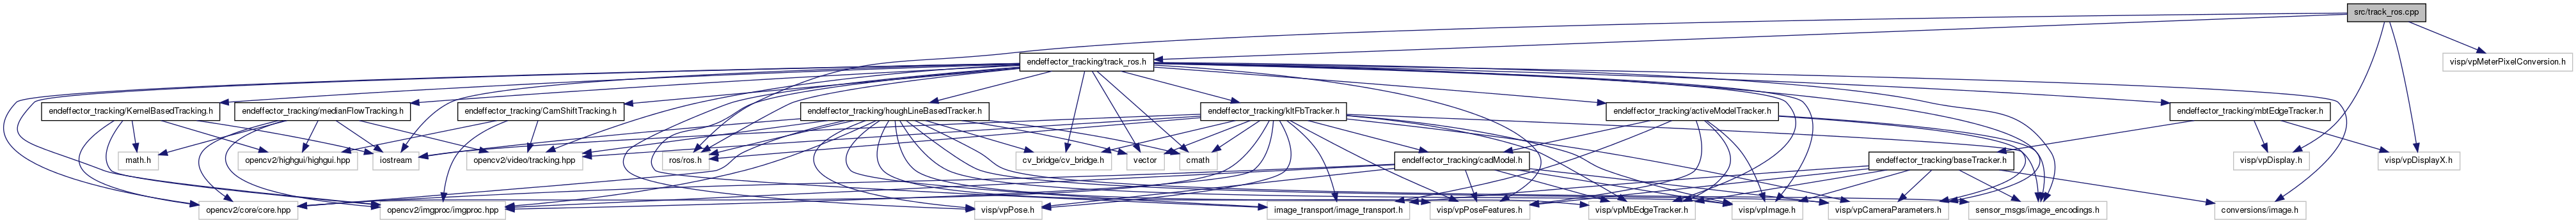 src/track_ros.cpp
endeffector_tracking/track_ros.h
visp/vpMeterPixelConversion.h
endeffector_tracking/KernelBasedTracking.h
endeffector_tracking/medianFlowTracking.h
endeffector_tracking/CamShiftTracking.h
endeffector_tracking/houghLineBasedTracker.h
endeffector_tracking/kltFbTracker.h
endeffector_tracking/activeModelTracker.h
endeffector_tracking/mbtEdgeTracker.h
math.h
opencv2/highgui/highgui.hpp
iostream
opencv2/video/tracking.hpp
ros/ros.h
cv_bridge/cv_bridge.h
vector
cmath
endeffector_tracking/cadModel.h
endeffector_tracking/baseTracker.h
visp/vpDisplay.h
visp/vpDisplayX.h
opencv2/core/core.hpp
opencv2/imgproc/imgproc.hpp
visp/vpPose.h
image_transport/image_transport.h
visp/vpPoseFeatures.h
visp/vpMbEdgeTracker.h
visp/vpImage.h
visp/vpCameraParameters.h
sensor_msgs/image_encodings.h
conversions/image.h